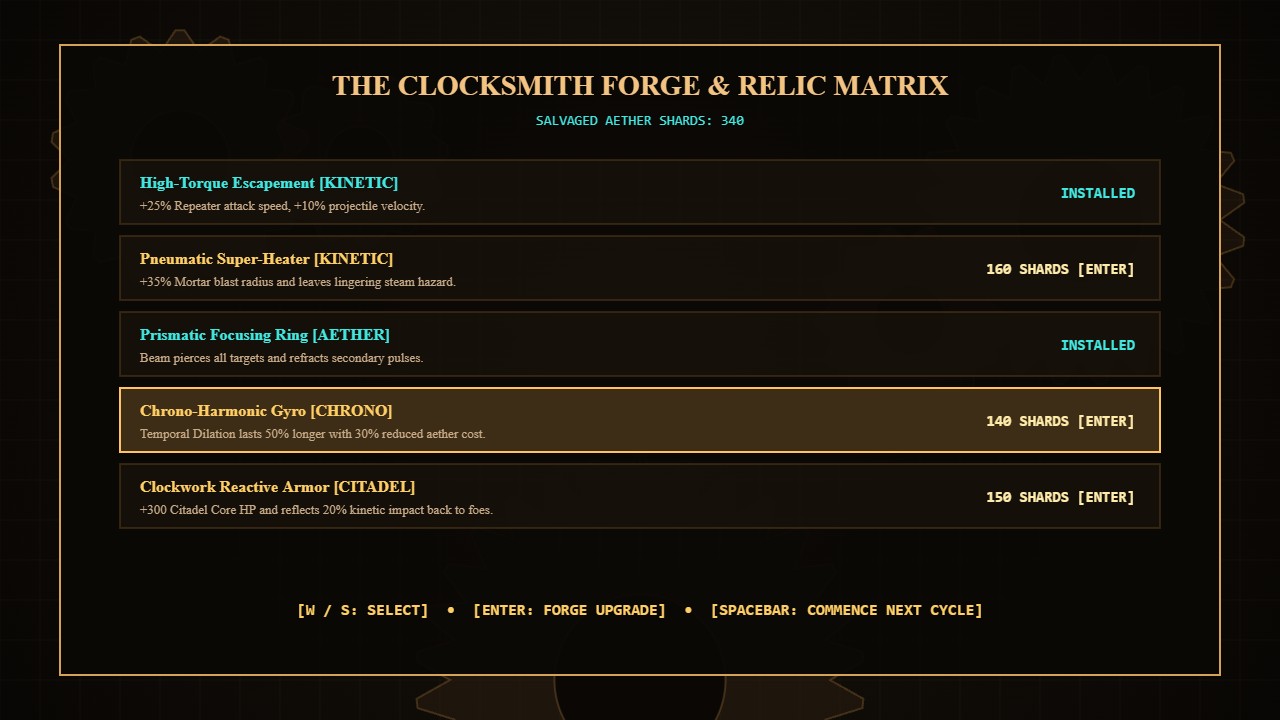 THE CLOCKSMITH FORGE & RELIC MATRIX
SALVAGED AETHER SHARDS: 340
High-Torque Escapement [KINETIC]
+25% Repeater attack speed, +10% projectile velocity.
INSTALLED
Pneumatic Super-Heater [KINETIC]
+35% Mortar blast radius and leaves lingering steam hazard.
160 SHARDS [ENTER]
Prismatic Focusing Ring [AETHER]
Beam pierces all targets and refracts secondary pulses.
INSTALLED
Chrono-Harmonic Gyro [CHRONO]
Temporal Dilation lasts 50% longer with 30% reduced aether cost.
140 SHARDS [ENTER]
Clockwork Reactive Armor [CITADEL]
+300 Citadel Core HP and reflects 20% kinetic impact back to foes.
150 SHARDS [ENTER]
[W / S: SELECT] • [ENTER: FORGE UPGRADE] • [SPACEBAR: COMMENCE NEXT CYCLE]